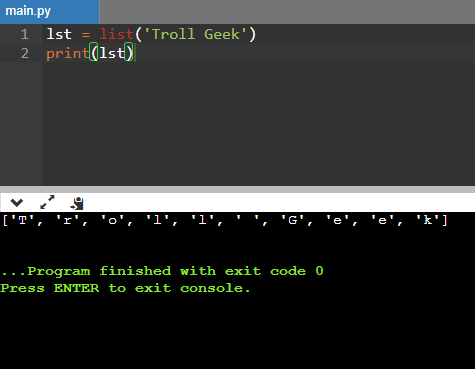 main.py
1 lst = list('Troll Geek')
2 print(lst)
['T', 'r', 'o', 'l', 'l', ' ', 'G', 'e', 'e', 'k']
...Program finished with exit code 0
Press ENTER to exit console.